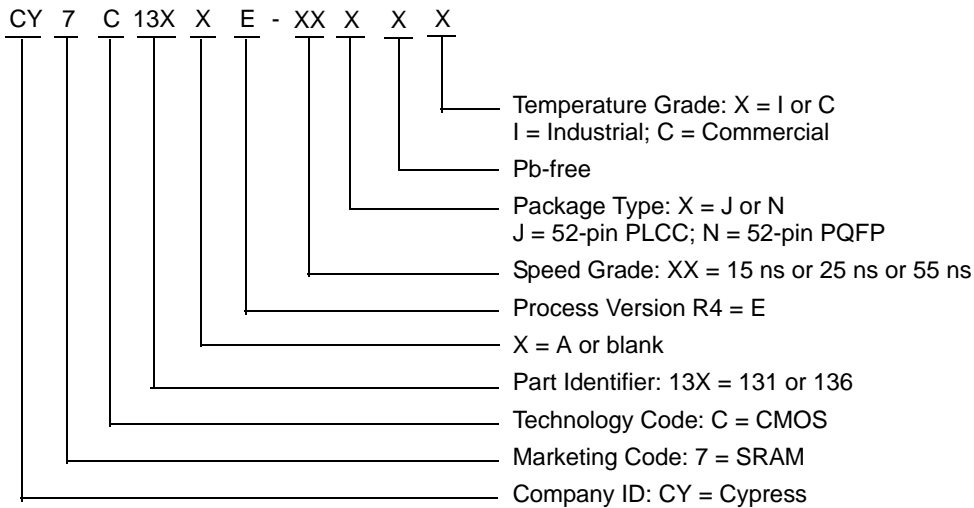 CY 7 C 13X X E - XX X X X
Temperature Grade: X = I or C
I = Industrial; C = Commercial
Pb-free
Package Type: X = J or N
J = 52-pin PLCC; N = 52-pin PQFP
Speed Grade: XX = 15 ns or 25 ns or 55 ns
Process Version R4 = E
X = A or blank
Part Identifier: 13X = 131 or 136
Technology Code: C = CMOS
Marketing Code: 7 = SRAM
Company ID: CY = Cypress